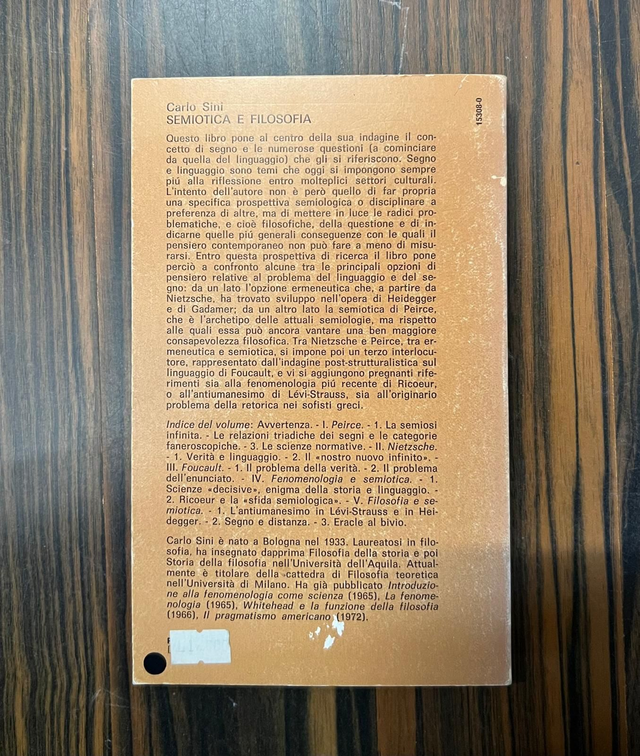 Carlo Sini
SEMIOTICA E FILOSOFIA
15308-0
Questo libro pone al centro della sua indagine il con-
cetto di segno e le numerose questioni (a cominciare
da quella del linguaggio) che gli si riferiscono. Segno
e linguaggio sono temi che oggi si impongono sempre
piú alla riflessione entro molteplici settori culturali.
L'intento dell'autore non è però quello di far propria
una specifica prospettiva semiologica o disciplinare a
preferenza di altre, ma di mettere in luce le radici pro-
blematiche, e cioè filosofiche, della questione e di in-
dicarne quelle piú generali conseguenze con le quali il
pensiero contemporaneo non può fare a meno di misu-
rarsi. Entro questa prospettiva di ricerca il libro pone
perciò a confronto alcune tra le principali opzioni di
pensiero relative al problema del linguaggio e del se-
gno: da un lato l'opzione ermeneutica che, a partire da
Nietzsche, ha trovato sviluppo nell'opera di Heidegger
e di Gadamer; da un altro lato la semiotica di Peirce,
che è l'archetipo delle attuali semiologie, ma rispetto
alle quali essa può ancora vantare una ben maggiore
consapevolezza filosofica. Tra Nietzsche e Peirce, tra er-
meneutica e semiotica, si impone poi un terzo interlocu-
tore, rappresentato dall'indagine post-strutturalistica sul
linguaggio di Foucault, e vi si aggiungono pregnanti rife-
rimenti sia alla fenomenologia piú recente di Ricoeur,
o all'antiumanesimo di Lévi-Strauss, sia all'originario
problema della retorica nei sofisti greci.
Indice del volume: Avvertenza. - I. Peirce. - 1. La semiosi
infinita. - Le relazioni triadiche dei segni e le categorie
faneroscopiche. - 3. Le scienze normative. - II. Nietzsche.
- 1. Verità e linguaggio. - 2. Il «nostro nuovo infinito». -
III. Foucault. - 1. Il problema della verità. - 2. Il problema
dell'enunciato. - IV. Fenomenologia e semiotica. - 1.
Scienze «decisive», enigma della storia e linguaggio. -
2. Ricoeur e la «sfida semiologica». - V. Filosofia e se-
miotica. - 1. L'antiumanesimo in Lévi-Strauss e in Hei-
degger. - 2. Segno e distanza. - 3. Eracle al bivio.
Carlo Sini è nato a Bologna nel 1933. Laureatosi in filo-
sofia, ha insegnato dapprima Filosofia della storia e poi
Storia della filosofia nell'Università dell'Aquila. Attual-
mente è titolare della cattedra di Filosofia teoretica
nell'Università di Milano. Ha già pubblicato Introduzio-
ne alla fenomenologia come scienza (1965), La fenome-
nologia (1965), Whitehead e la funzione della filosofia
(1966), Il pragmatismo americano (1972).